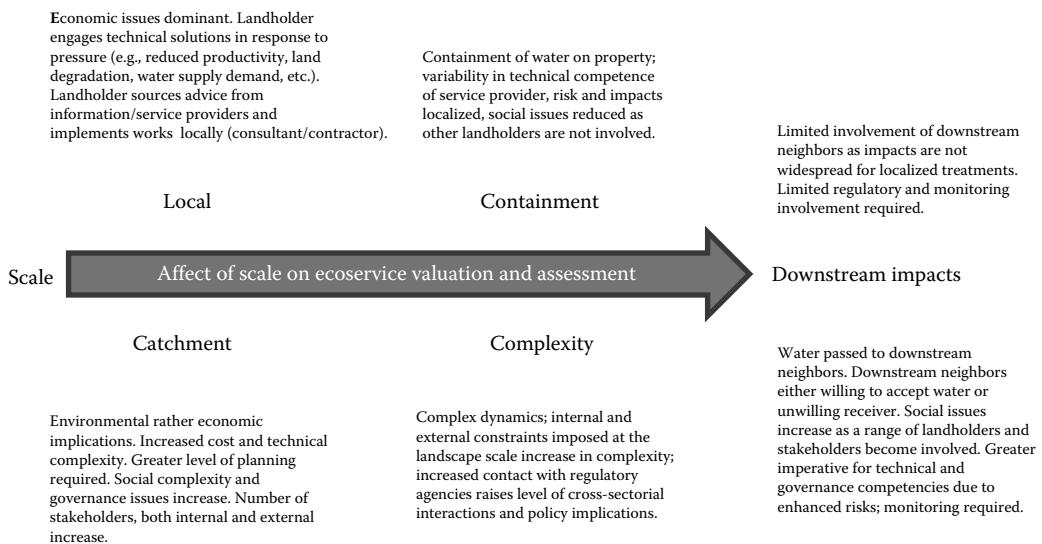 Economic issues dominant. Landholder
engages technical solutions in response to
pressure (e.g., reduced productivity, land
degradation, water supply demand, etc.).
Landholder sources advice from
information/service providers and
implements works locally (consultant/contractor).
Containment of water on property;
variability in technical competence
of service provider, risk and impacts
localized, social issues reduced as
other landholders are not involved.
Limited involvement of downstream
neighbors as impacts are not
widespread for localized treatments.
Limited regulatory and monitoring
involvement required.
Local
Containment
Scale
Affect of scale on ecoservice valuation and assessment
Downstream impacts
Catchment
Complexity
Environmental rather economic
implications. Increased cost and technical
complexity. Greater level of planning
required. Social complexity and
governance issues increase. Number of
stakeholders, both internal and external
increase.
Complex dynamics; internal and
external constraints imposed at the
landscape scale increase in complexity;
increased contact with regulatory
agencies raises level of cross-sectorial
interactions and policy implications.
Water passed to downstream
neighbors. Downstream neighbors
either willing to accept water or
unwilling receiver. Social issues
increase as a range of landholders and
stakeholders become involved. Greater
imperative for technical and
governance competencies due to
enhanced risks; monitoring required.